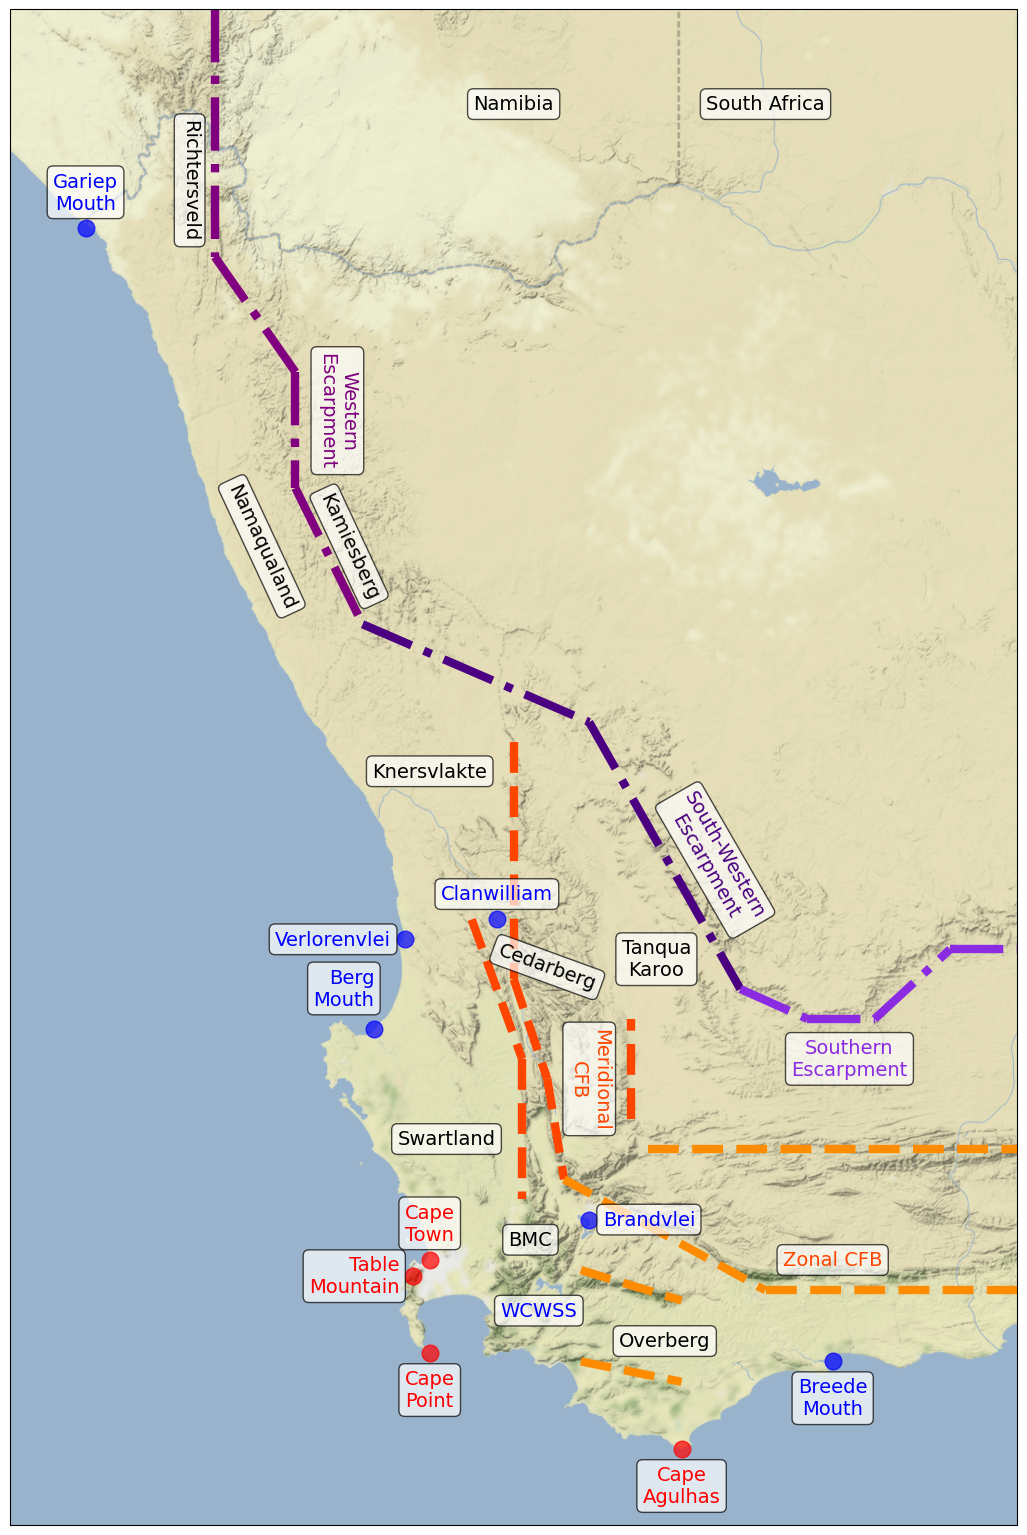 Namibia
South Africa
Richtersveld
Gariep
Mouth
Western
Escarpment
Namaqualand
Kamiesberg
Knersvlakte
South-Western
Escarpment
Clanwilliam
Verlorenvlei
Cedarberg
Tanqua
Karoo
Berg
Mouth
Southern
Escarpment
Meridional
CFB
Swartland
Cape
Town
Brandvlei
BMC
Zonal CFB
Table
Mountain
WCWSS
Overberg
Cape
Point
Breede
Mouth
Cape
Agulhas